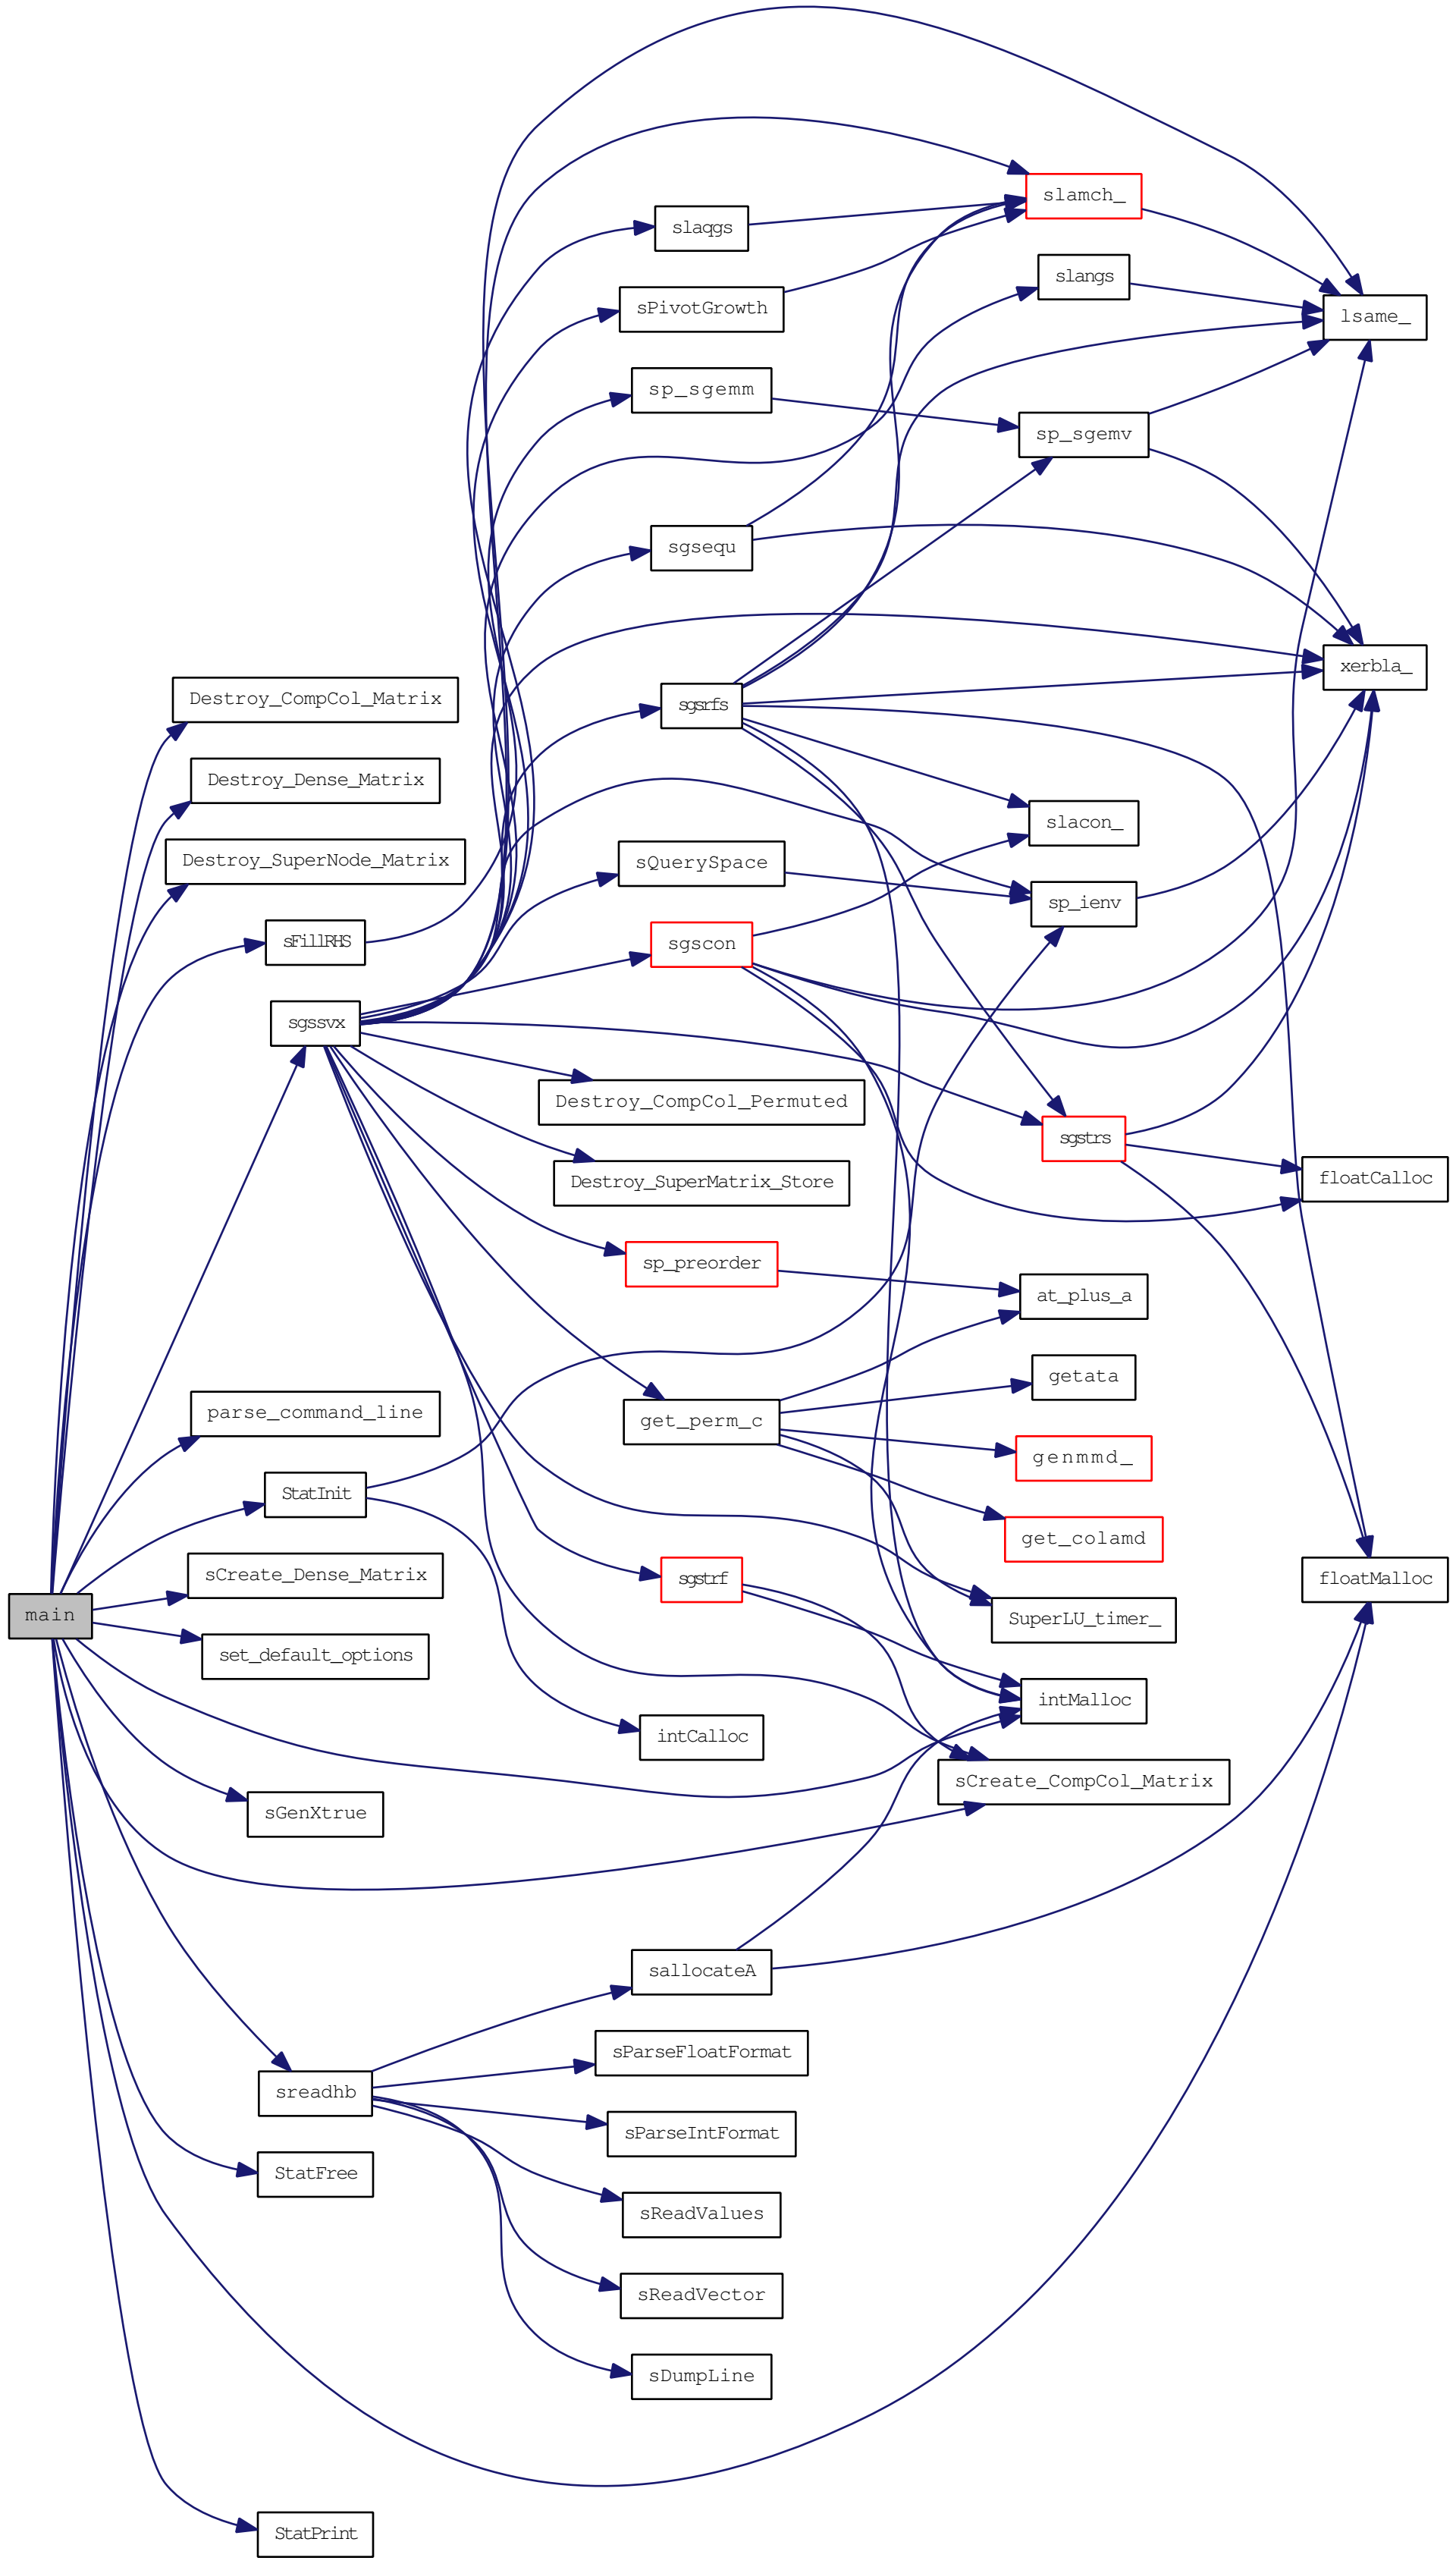 slamch_
slaqgs
slangs
sPivotGrowth
lsame_
sp_sgemm
sp_sgemv
sgsequ
xerbla_
Destroy_CompCol_Matrix
sgsrfs
Destroy_Dense_Matrix
slacon_
Destroy_SuperNode_Matrix
sQuerySpace
sp_ienv
sFillRHS
sgscon
sgssvx
Destroy_CompCol_Permuted
sgstrs
Destroy_SuperMatrix_Store
floatCalloc
sp_preorder
at_plus_a
getata
parse_command_line
get_perm_c
genmmd_
StatInit
get_colamd
sCreate_Dense_Matrix
sgstrf
floatMalloc
main
SuperLU_timer_
set_default_options
intMalloc
intCalloc
sCreate_CompCol_Matrix
sGenXtrue
sallocateA
sParseFloatFormat
sreadhb
sParseIntFormat
StatFree
sReadValues
sReadVector
sDumpLine
StatPrint